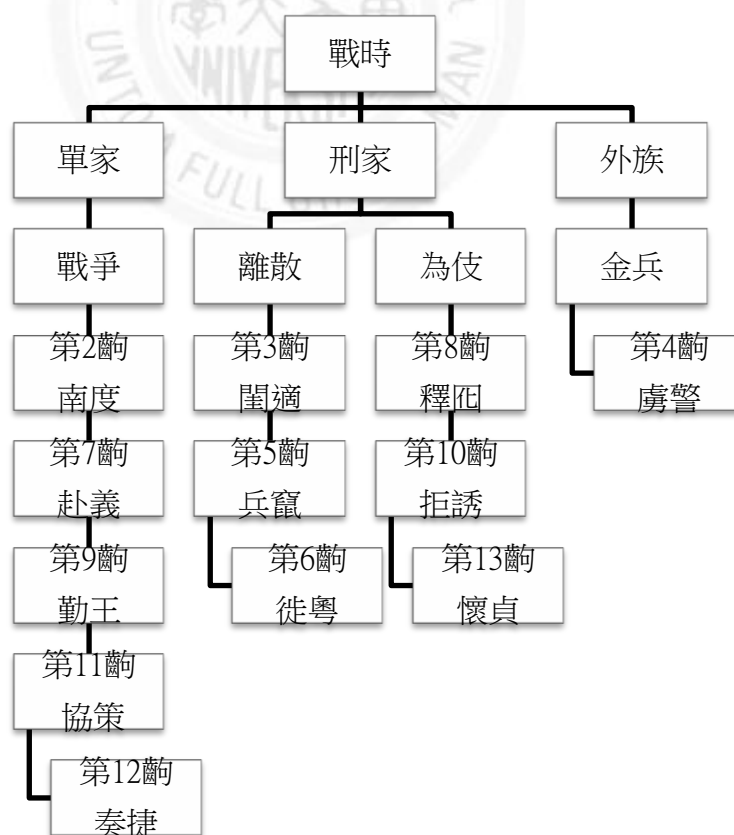 戰時
單家
刑家
外族
戰爭
離散
為伎
金兵
第2齣
南度
第3齣
閨適
第8齣
釋囮
第4齣
虜警
第7齣
赴義
第5齣
兵竄
第10齣
拒誘
第9齣
勤王
第6齣
徙粵
第13齣
懷貞
第11齣
協策
第12齣
奏捷